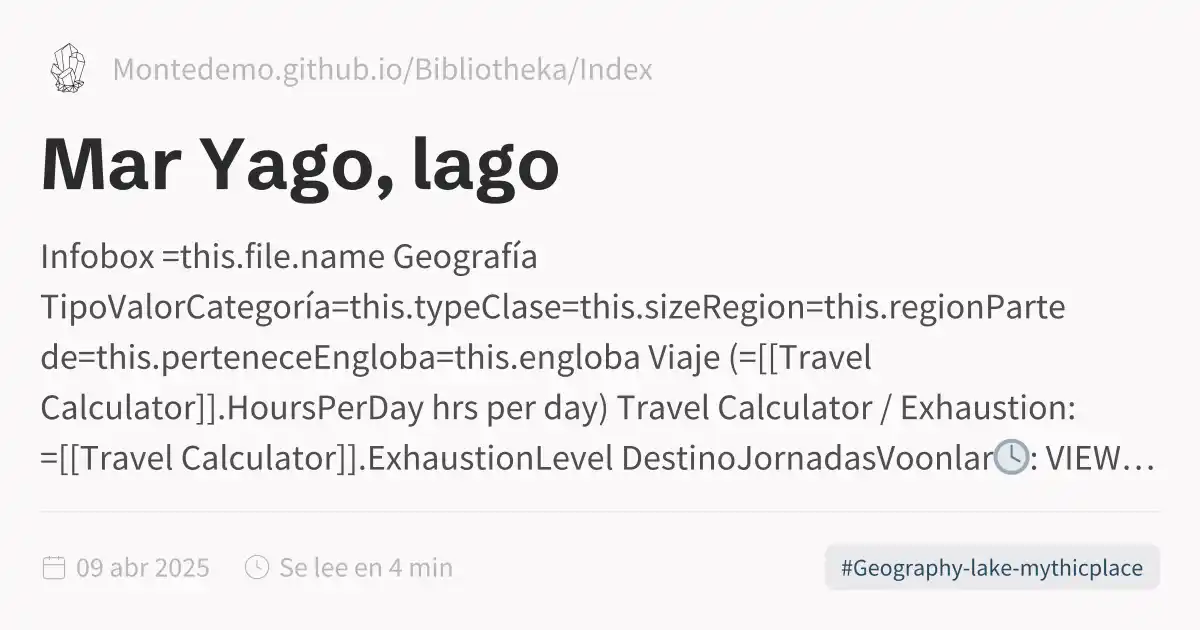 Montedemo.github.io/Bibliotheka/Index
Mar Yago, lago
Infobox =this.file.name Geografía
TipoValorCategoría=this.typeClase=this.sizeRegion=this.regionParte
de=this.perteneceEngloba=this.engloba Viaje (=[[Travel
Calculator]].HoursPerDay hrs per day) Travel Calculator / Exhaustion:
=[[Travel Calculator]].ExhaustionLevel DestinoJornadasVoonlar🕓: VIEW…
09 abr 2025
Se lee en 4 min
#Geography-lake-mythicplace